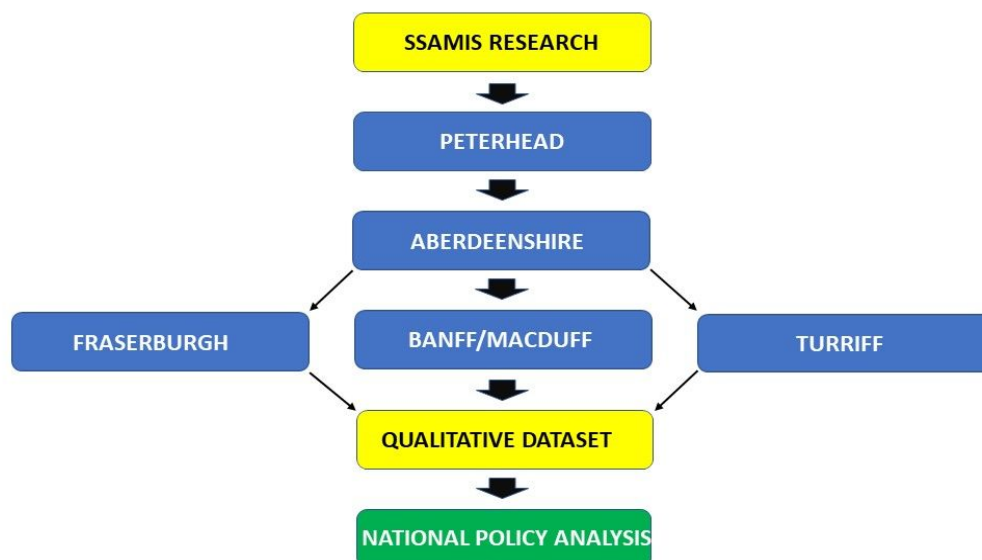 SSAMIS RESEARCH
PETERHEAD
ABERDEENSHIRE
FRASERBURGH
BANFF/MACDUFF
TURRIFF
QUALITATIVE DATASET
NATIONAL POLICY ANALYSIS